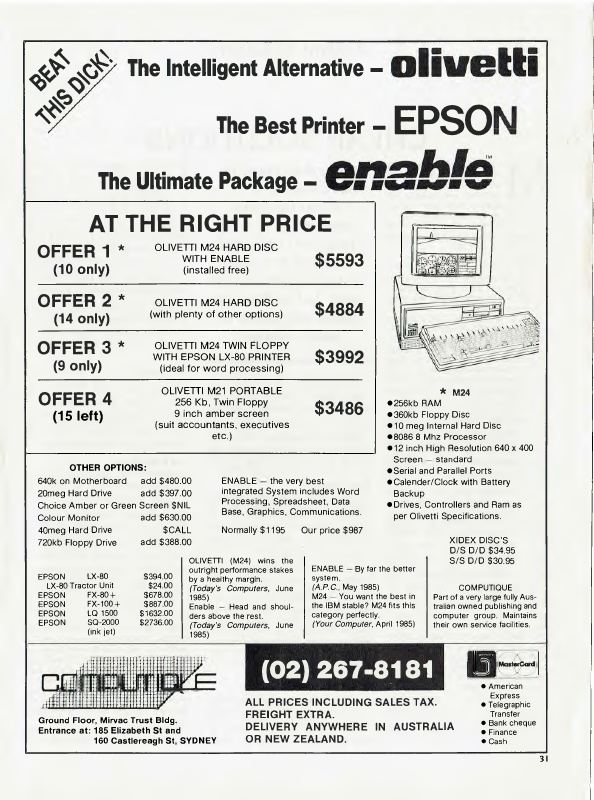 BEAT
THIS DICK!
The Intelligent Alternative – olivetti
The Best Printer – EPSON
The Ultimate Package – enable™
AT THE RIGHT PRICE
OFFER 1 *
(10 only)
OLIVETTI M24 HARD DISC
WITH ENABLE
(installed free)
$5593
OFFER 2 *
(14 only)
OLIVETTI M24 HARD DISC
(with plenty of other options)
$4884
OFFER 3 *
(9 only)
OLIVETTI M24 TWIN FLOPPY
WITH EPSON LX-80 PRINTER
(ideal for word processing)
$3992
OFFER 4
(15 left)
OLIVETTI M21 PORTABLE
256 Kb, Twin Floppy
9 inch amber screen
(suit accountants, executives
etc.)
$3486
* M24
●256kb RAM
●360kb Floppy Disc
●10 meg Internal Hard Disc
●8086 8 Mhz Processor
●12 inch High Resolution 640 x 400
Screen – standard
●Serial and Parallel Ports
●Calender/Clock with Battery
Backup
●Drives, Controllers and Ram as
per Olivetti Specifications.
OTHER OPTIONS:
640k on Motherboard add $480.00
20meg Hard Drive add $397.00
Choice Amber or Green Screen $NIL
Colour Monitor add $630.00
40meg Hard Drive $CALL
720kb Floppy Drive add $388.00
ENABLE – the very best
integrated System includes Word
Processing, Spreadsheet, Data
Base, Graphics, Communications.
Normally $1195 Our price $987
XIDEX DISC'S
D/S D/D $34.95
S/S D/D $30.95
EPSON LX-80 $394.00
LX-80 Tractor Unit $24.00
EPSON FX-80+ $678.00
EPSON FX-100+ $887.00
EPSON LQ 1500 $1632.00
EPSON SQ-2000 $2736.00
(ink jet)
OLIVETTI (M24) wins the
outright performance stakes
by a healthy margin.
(Today's Computers, June
1985)
Enable – Head and shoul-
ders above the rest.
(Today's Computers, June
1985)
ENABLE – By far the better
system.
(A.P.C., May 1985)
M24 – You want the best in
the IBM stable? M24 fits this
category perfectly.
(Your Computer, April 1985)
COMPUTIQUE
Part of a very large fully Aus-
tralian owned publishing and
computer group. Maintains
their own service facilities.
COMPUTIQUE
Ground Floor, Mirvac Trust Bldg.
Entrance at: 185 Elizabeth St and
160 Castlereagh St, SYDNEY
(02) 267-8181
ALL PRICES INCLUDING SALES TAX.
FREIGHT EXTRA.
DELIVERY ANYWHERE IN AUSTRALIA
OR NEW ZEALAND.
MasterCard
● American
Express
● Telegraphic
Transfer
● Bank cheque
● Finance
● Cash
31